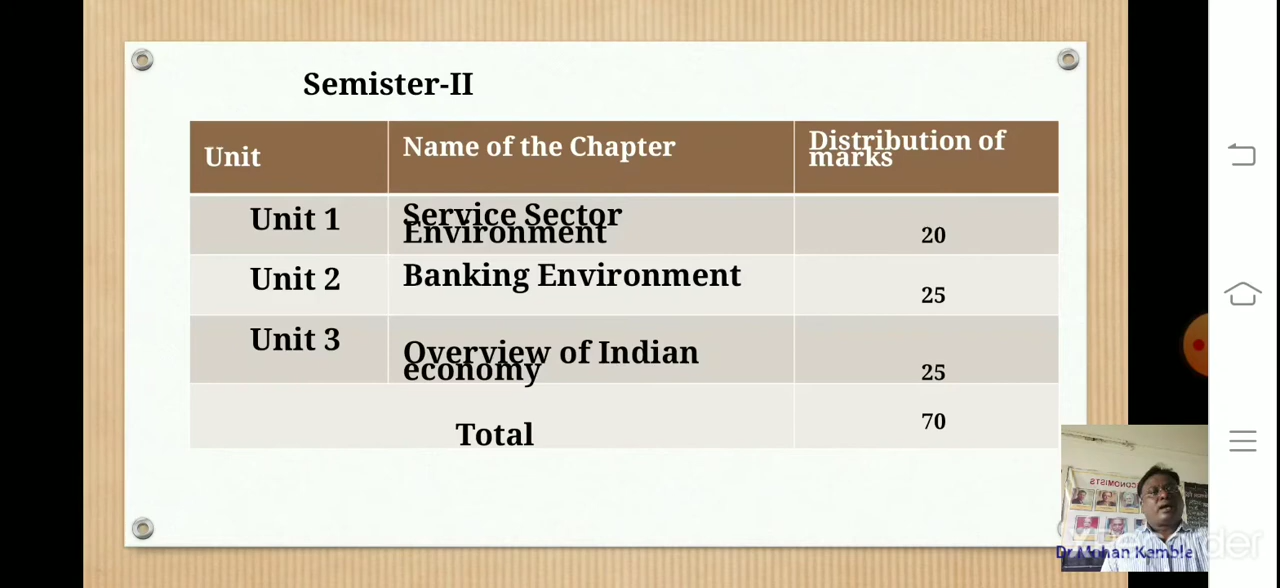 Semister-II
Unit
Name of the Chapter
Distribution of
marks
Unit 1
Service Sector
Environment
20
Unit 2
Banking Environment
25
Unit 3
Overview of Indian
economy
25
Total
70
Dr Mohan Kamble